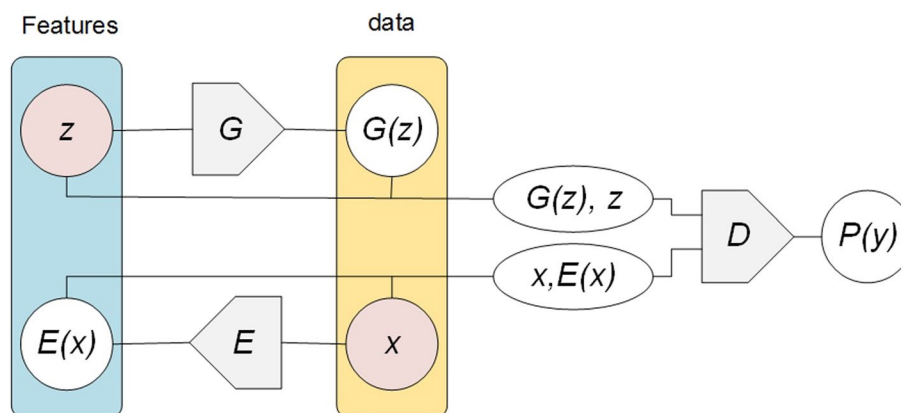 Features
data
z
G
G(z)
G(z), z
D
P(y)
x,E(x)
E(x)
E
x